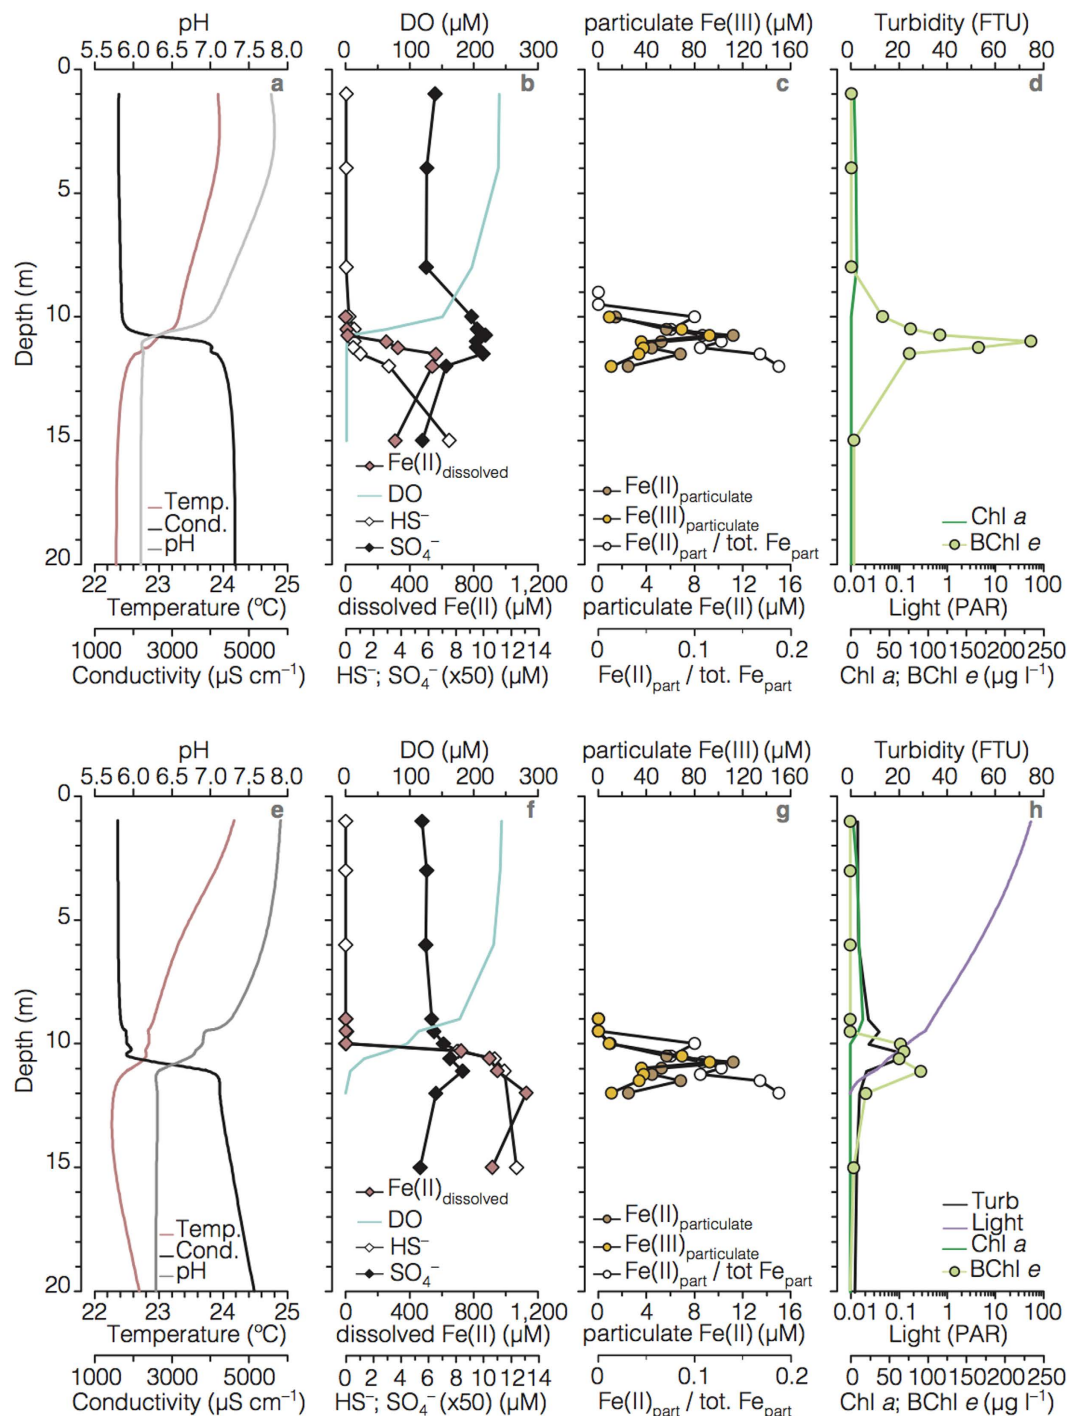 pH DO (µM) particulate Fe(III) (µM) Turbidity (FTU)
5.5 6.0 6.5 7.0 7.5 8.0 0 100 200 300 0 40 80 120 160 0 20 40 60 80
0
a b c d
5
Depth (m)
10
15
20
Temp.
Cond.
pH
Fe(II)dissolved
DO
HS–
SO4–
Fe(II)particulate
Fe(III)particulate
Fe(II)part / tot. Fepart
Chl a
BChl e
22 23 24 25 0 400 800 1,200 0 4 8 12 16 0.01 0.1 1 10 100
Temperature (ºC) dissolved Fe(II) (µM) particulate Fe(II) (µM) Light (PAR)
1000 3000 5000 0 2 4 6 8 10 12 14 0 0.1 0.2 0 50 100 150 250
Conductivity (µS cm–1) HS–; SO4– (x50) (µM) Fe(II)part / tot. Fepart Chl a; BChl e (µg l–1)
pH DO (µM) particulate Fe(III) (µM) Turbidity (FTU)
5.5 6.0 6.5 7.0 7.5 8.0 0 100 200 300 0 40 80 120 160 0 20 40 60 80
0
e f g h
5
Depth (m)
10
15
20
Temp.
Cond.
pH
Fe(II)dissolved
DO
HS–
SO4–
Fe(II)particulate
Fe(III)particulate
Fe(II)part / tot Fepart
Turb
Light
Chl a
BChl e
22 23 24 25 0 400 800 1,200 0 4 8 12 16 0.01 0.1 1 10 100
Temperature (ºC) dissolved Fe(II) (µM) particulate Fe(II) (µM) Light (PAR)
1000 3000 5000 0 2 4 6 8 10 12 14 0 0.1 0.2 0 50 100 150 250
Conductivity (µS cm–1) HS–; SO4– (x50) (µM) Fe(II)part / tot. Fepart Chl a; BChl e (µg l–1)